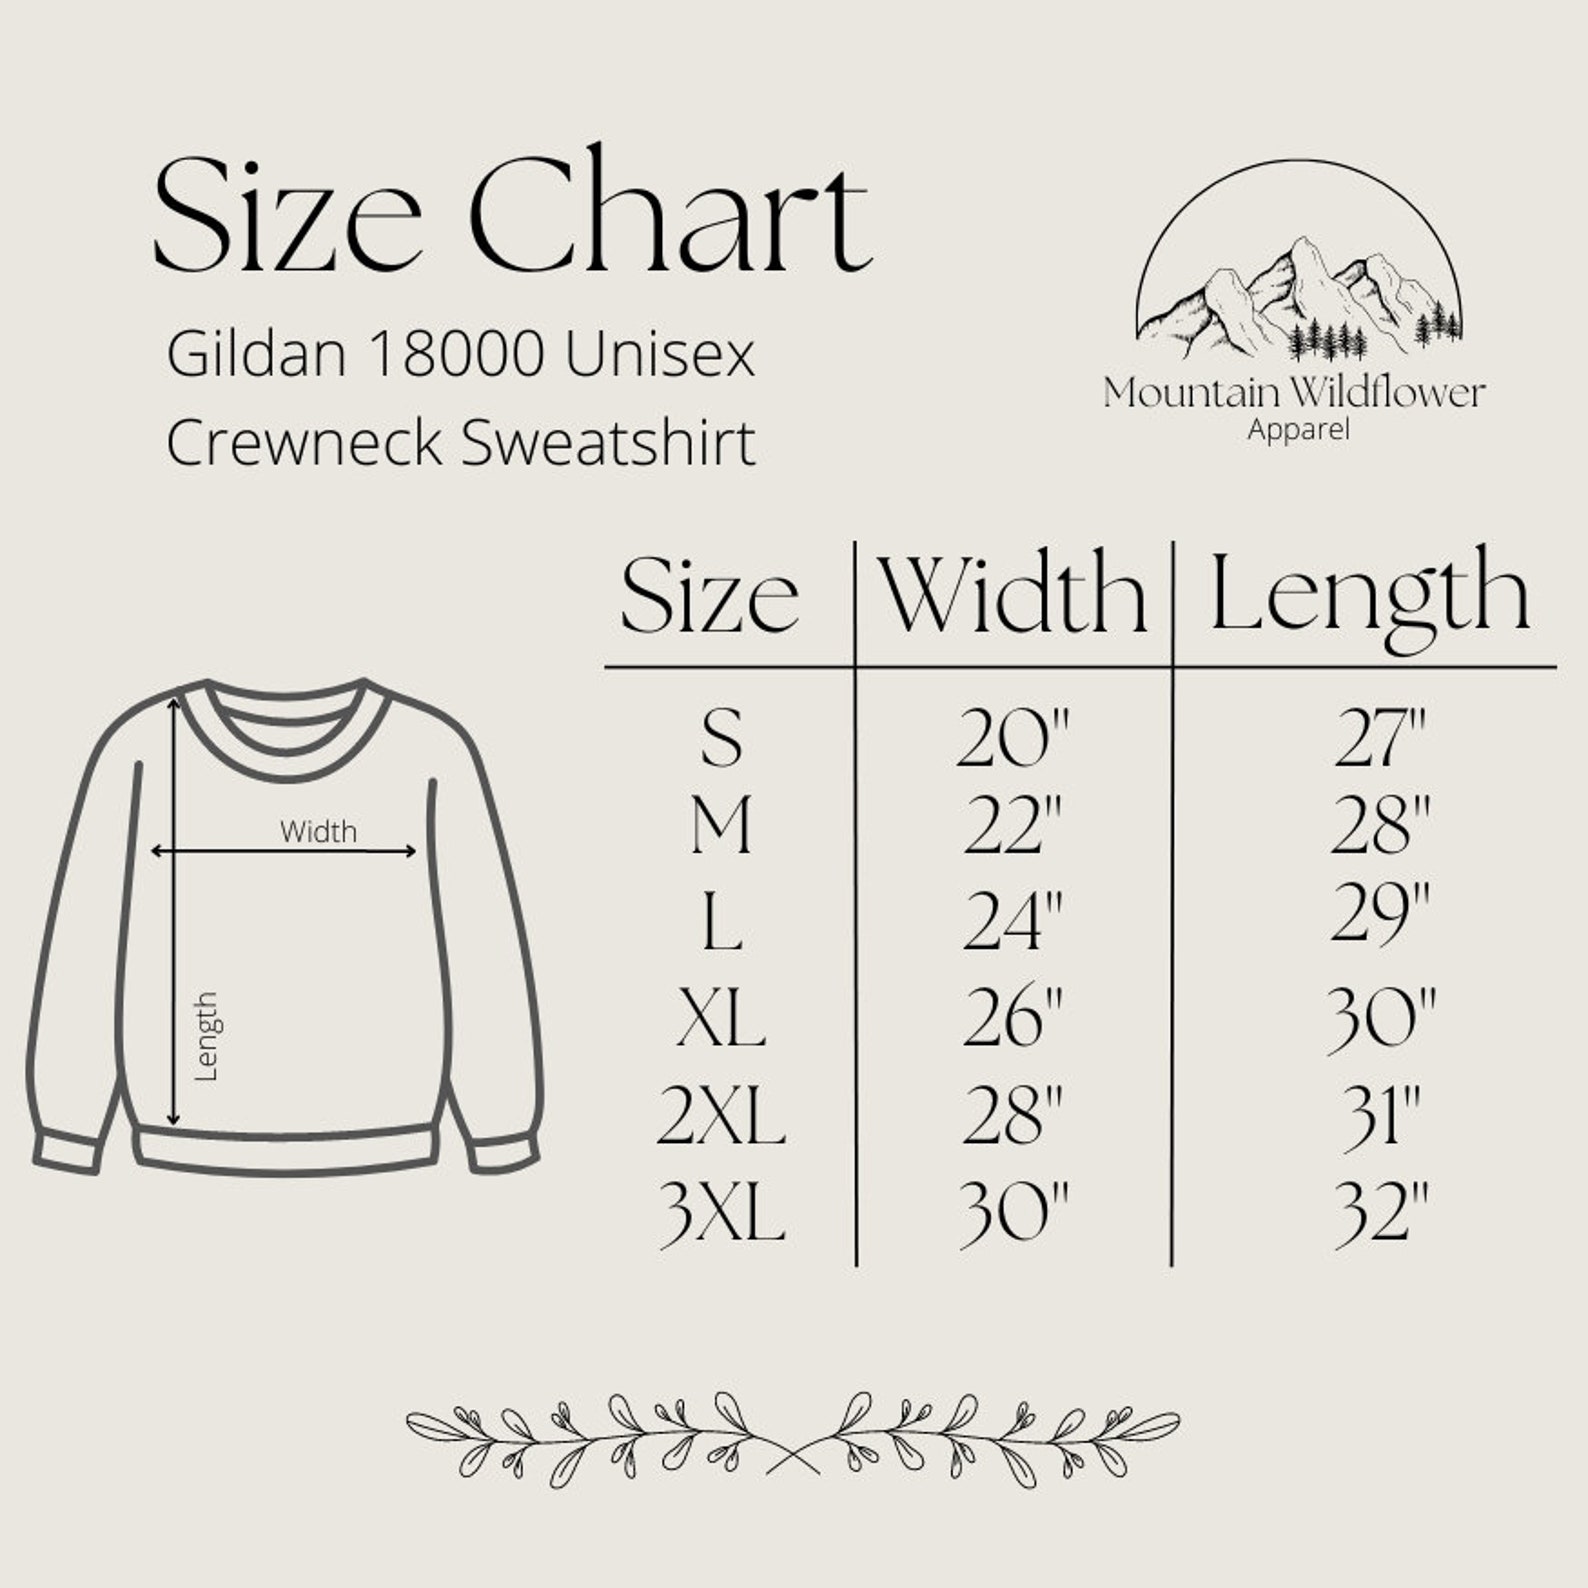 Size Chart
Gildan 18000 Unisex
Crewneck Sweatshirt
Mountain Wildflower
Apparel
Size Width Length
S 20" 27"
M 22" 28"
L 24" 29"
XL 26" 30"
2XL 28" 31"
3XL 30" 32"
Width
Length